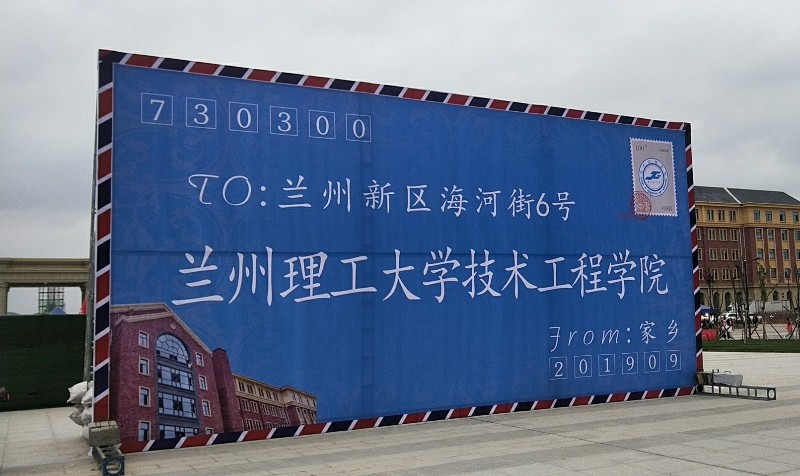 730300
TO:兰州新区海河街6号
兰州理工大学技术工程学院
From:家乡
201909